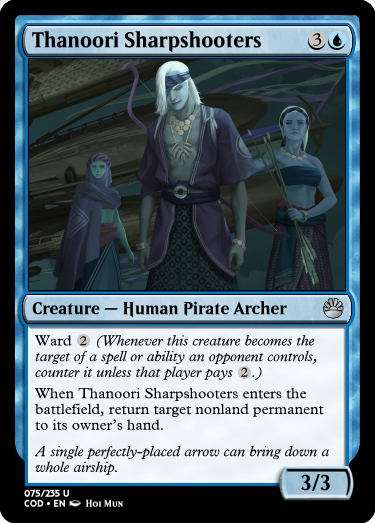 Thanoori Sharpshooters 3
Creature — Human Pirate Archer
Ward 2 (Whenever this creature becomes the
target of a spell or ability an opponent controls,
counter it unless that player pays 2.)
When Thanoori Sharpshooters enters the
battlefield, return target nonland permanent
to its owner's hand.
A single perfectly-placed arrow can bring down a
whole airship.
3/3
075/235 U
COD • EN Hoi Mun